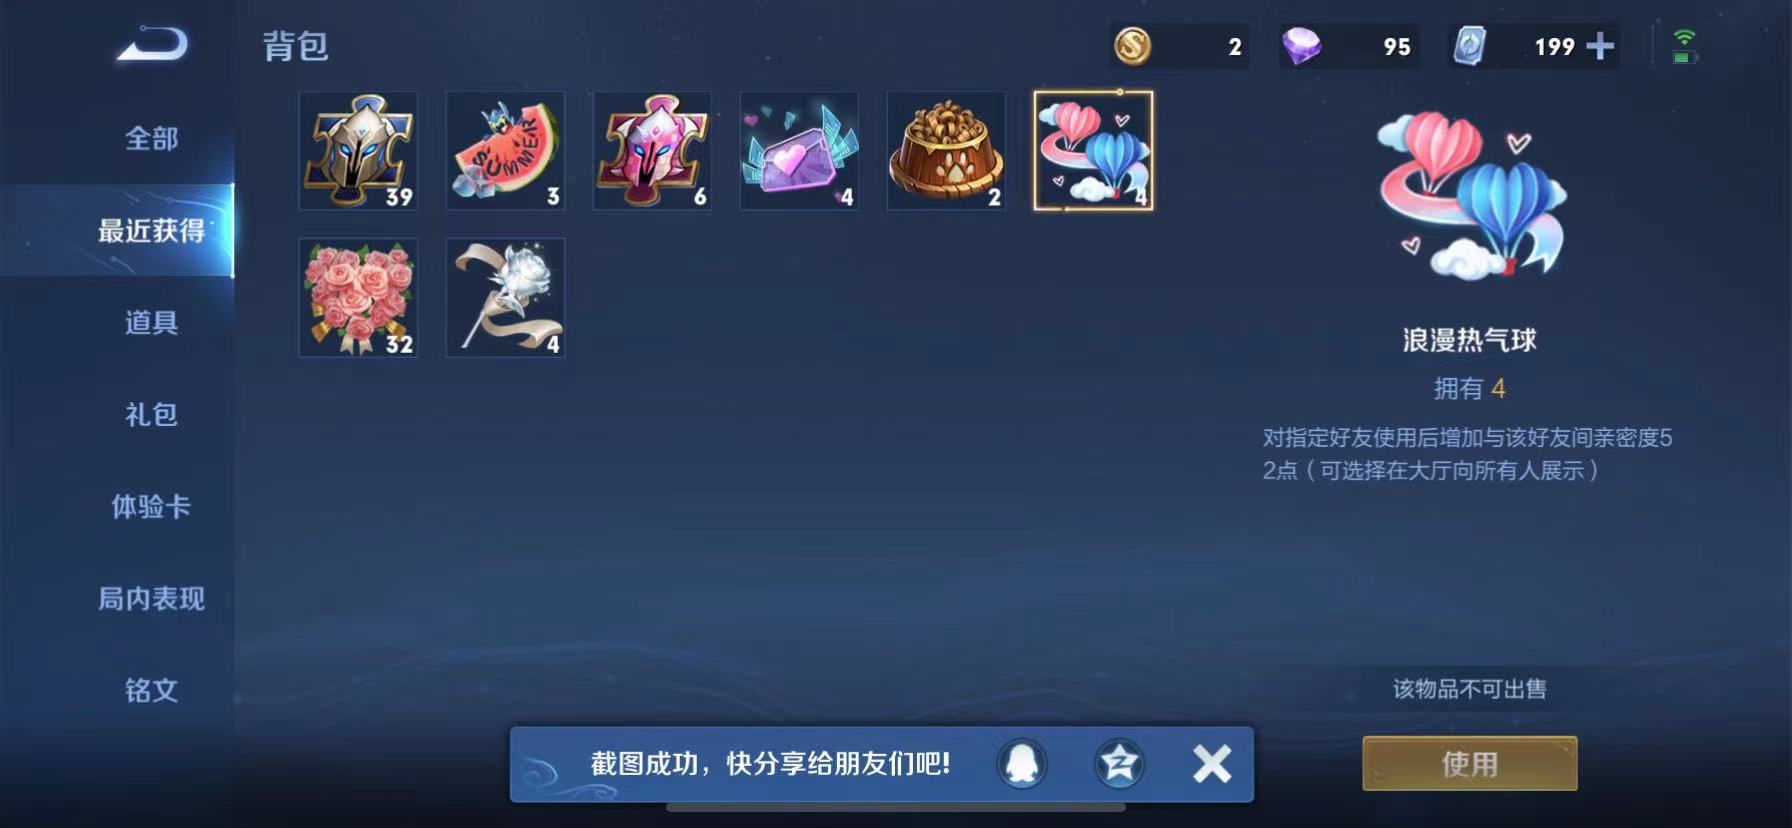 背包
2
95
199
全部
最近获得
道具
礼包
体验卡
局内表现
铭文
39
SUMMER
3
6
4
2
4
32
4
浪漫热气球
拥有 4
对指定好友使用后增加与该好友间亲密度5
2点（可选择在大厅向所有人展示）
该物品不可出售
使用
截图成功，快分享给朋友们吧!